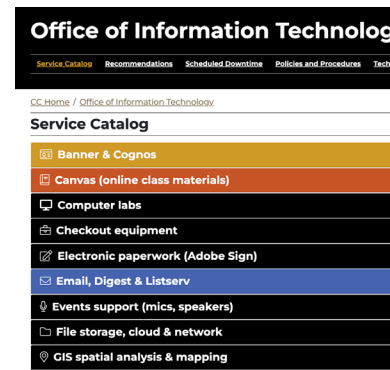 Office of Information Technolog
Service Catalog Recommendations Scheduled Downtime Policies and Procedures Tech
CC Home / Office of Information Technology
Service Catalog
Banner & Cognos
Canvas (online class materials)
Computer labs
Checkout equipment
Electronic paperwork (Adobe Sign)
Email, Digest & Listserv
Events support (mics, speakers)
File storage, cloud & network
GIS spatial analysis & mapping